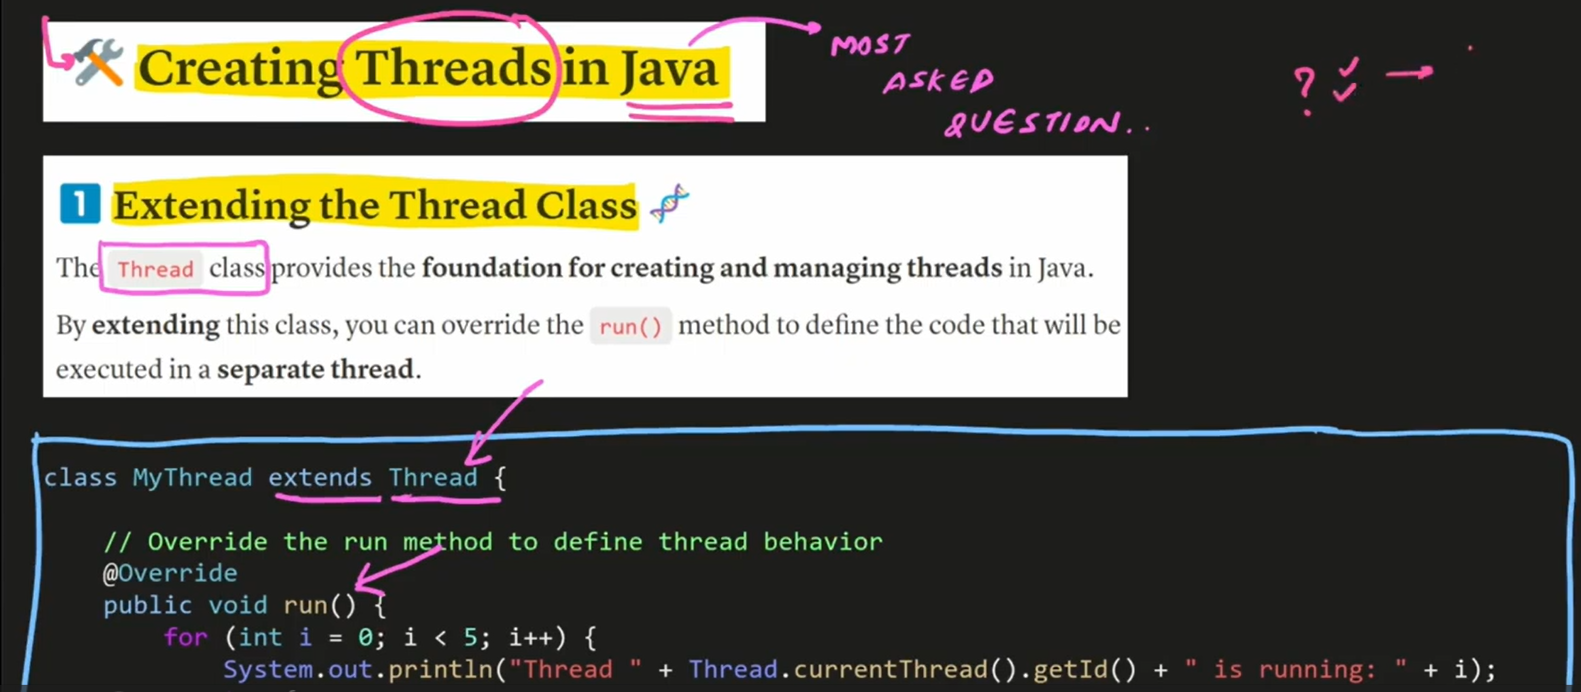 Creating Threads in Java
MOST
ASKED
QUESTION..
?
1 Extending the Thread Class
The Thread class provides the foundation for creating and managing threads in Java.
By extending this class, you can override the run() method to define the code that will be
executed in a separate thread.
class MyThread extends Thread {
// Override the run method to define thread behavior
@Override
public void run() {
for (int i = 0; i < 5; i++) {
System.out.println("Thread " + Thread.currentThread().getId() + " is running: " + i);